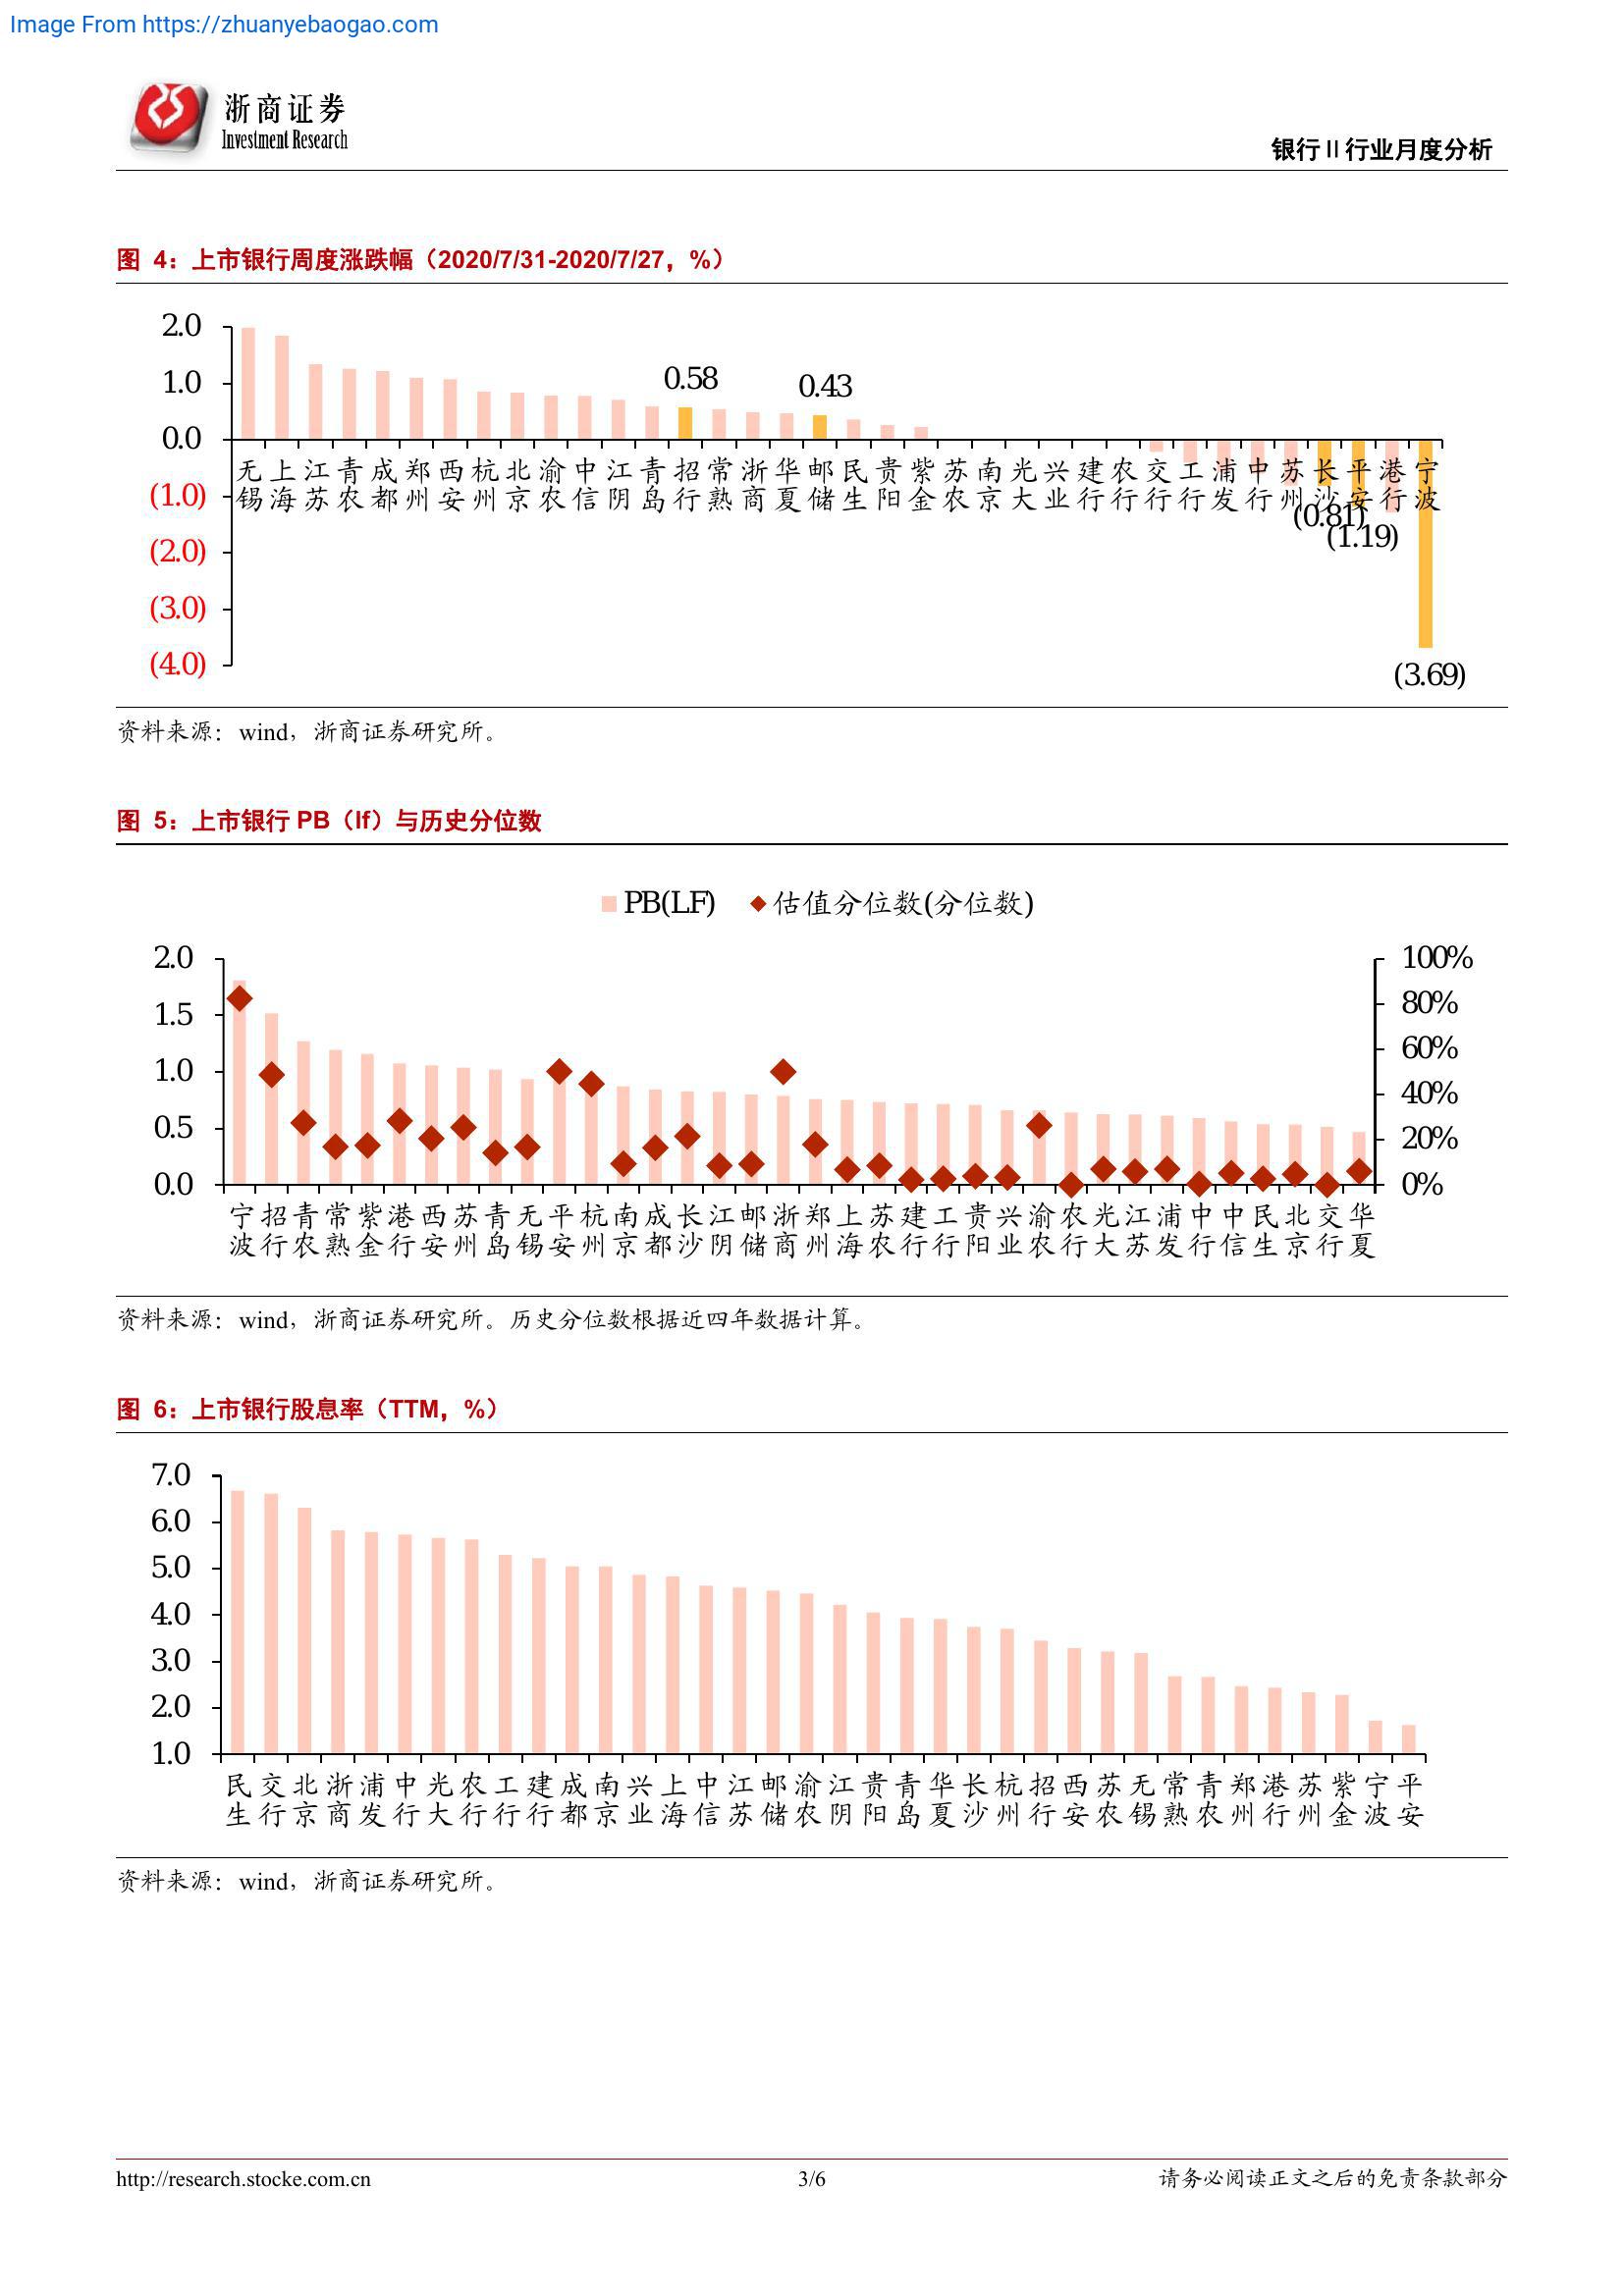 Image From https://zhuanyebaogao.com
浙商证券
Investment Research
银行Ⅱ行业月度分析
图 4：上市银行周度涨跌幅（2020/7/31-2020/7/27，%）
2.0
1.0
0.0
(1.0)
(2.0)
(3.0)
(4.0)
0.58
0.43
(0.81)
(1.19)
(3.69)
无锡 上海 江苏 青农 成都 郑州 西安 杭州 北京 渝农 中信 江阴 青岛 招行 常熟 浙商 华夏 邮储 民生 贵阳 紫金 苏农 南京 光大 兴业 建行 农行 交行 工行 浦发 中行 苏州 长沙 平安 港行 宁波
资料来源：wind，浙商证券研究所。
图 5：上市银行 PB（lf）与历史分位数
PB(LF) 估值分位数(分位数)
2.0
1.5
1.0
0.5
0.0
100%
80%
60%
40%
20%
0%
宁波 招行 青农 常熟 紫金 港行 西安 苏州 青岛 无锡 平安 杭州 南京 成都 长沙 江阴 邮储 浙商 郑州 上海 苏农 建行 工行 贵阳 兴业 渝农 农行 光大 江苏 浦发 中行 中信 民生 北京 交行 华夏
资料来源：wind，浙商证券研究所。历史分位数根据近四年数据计算。
图 6：上市银行股息率（TTM，%）
7.0
6.0
5.0
4.0
3.0
2.0
1.0
民生 交行 北京 浙商 浦发 中行 光大 农行 工行 建行 成都 南京 兴业 上海 中信 江苏 邮储 渝农 江阴 贵阳 青岛 华夏 长沙 杭州 招行 西安 苏农 无锡 常熟 青农 郑州 港行 苏州 紫金 宁波 平安
资料来源：wind，浙商证券研究所。
http://research.stocke.com.cn
3/6
请务必阅读正文之后的免责条款部分